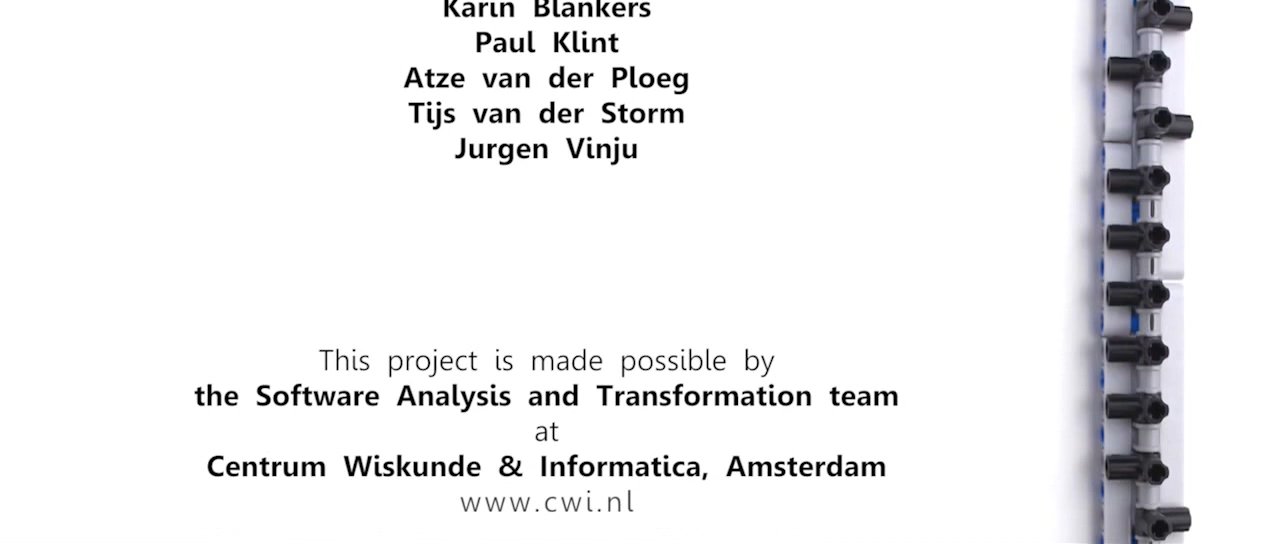 Karin Blankers
Paul Klint
Atze van der Ploeg
Tijs van der Storm
Jurgen Vinju
This project is made possible by
the Software Analysis and Transformation team
at
Centrum Wiskunde & Informatica, Amsterdam
www.cwi.nl